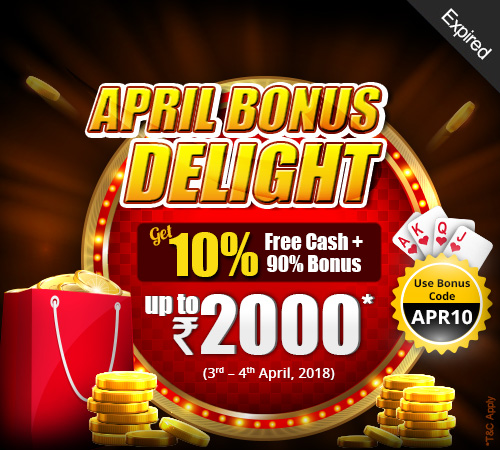 Expired
APRIL BONUS
DELIGHT
Get 10% Free Cash +
90% Bonus
up to ₹2000*
(3rd – 4th April, 2018)
A K Q J
Use Bonus
Code
APR10
*T&C Apply